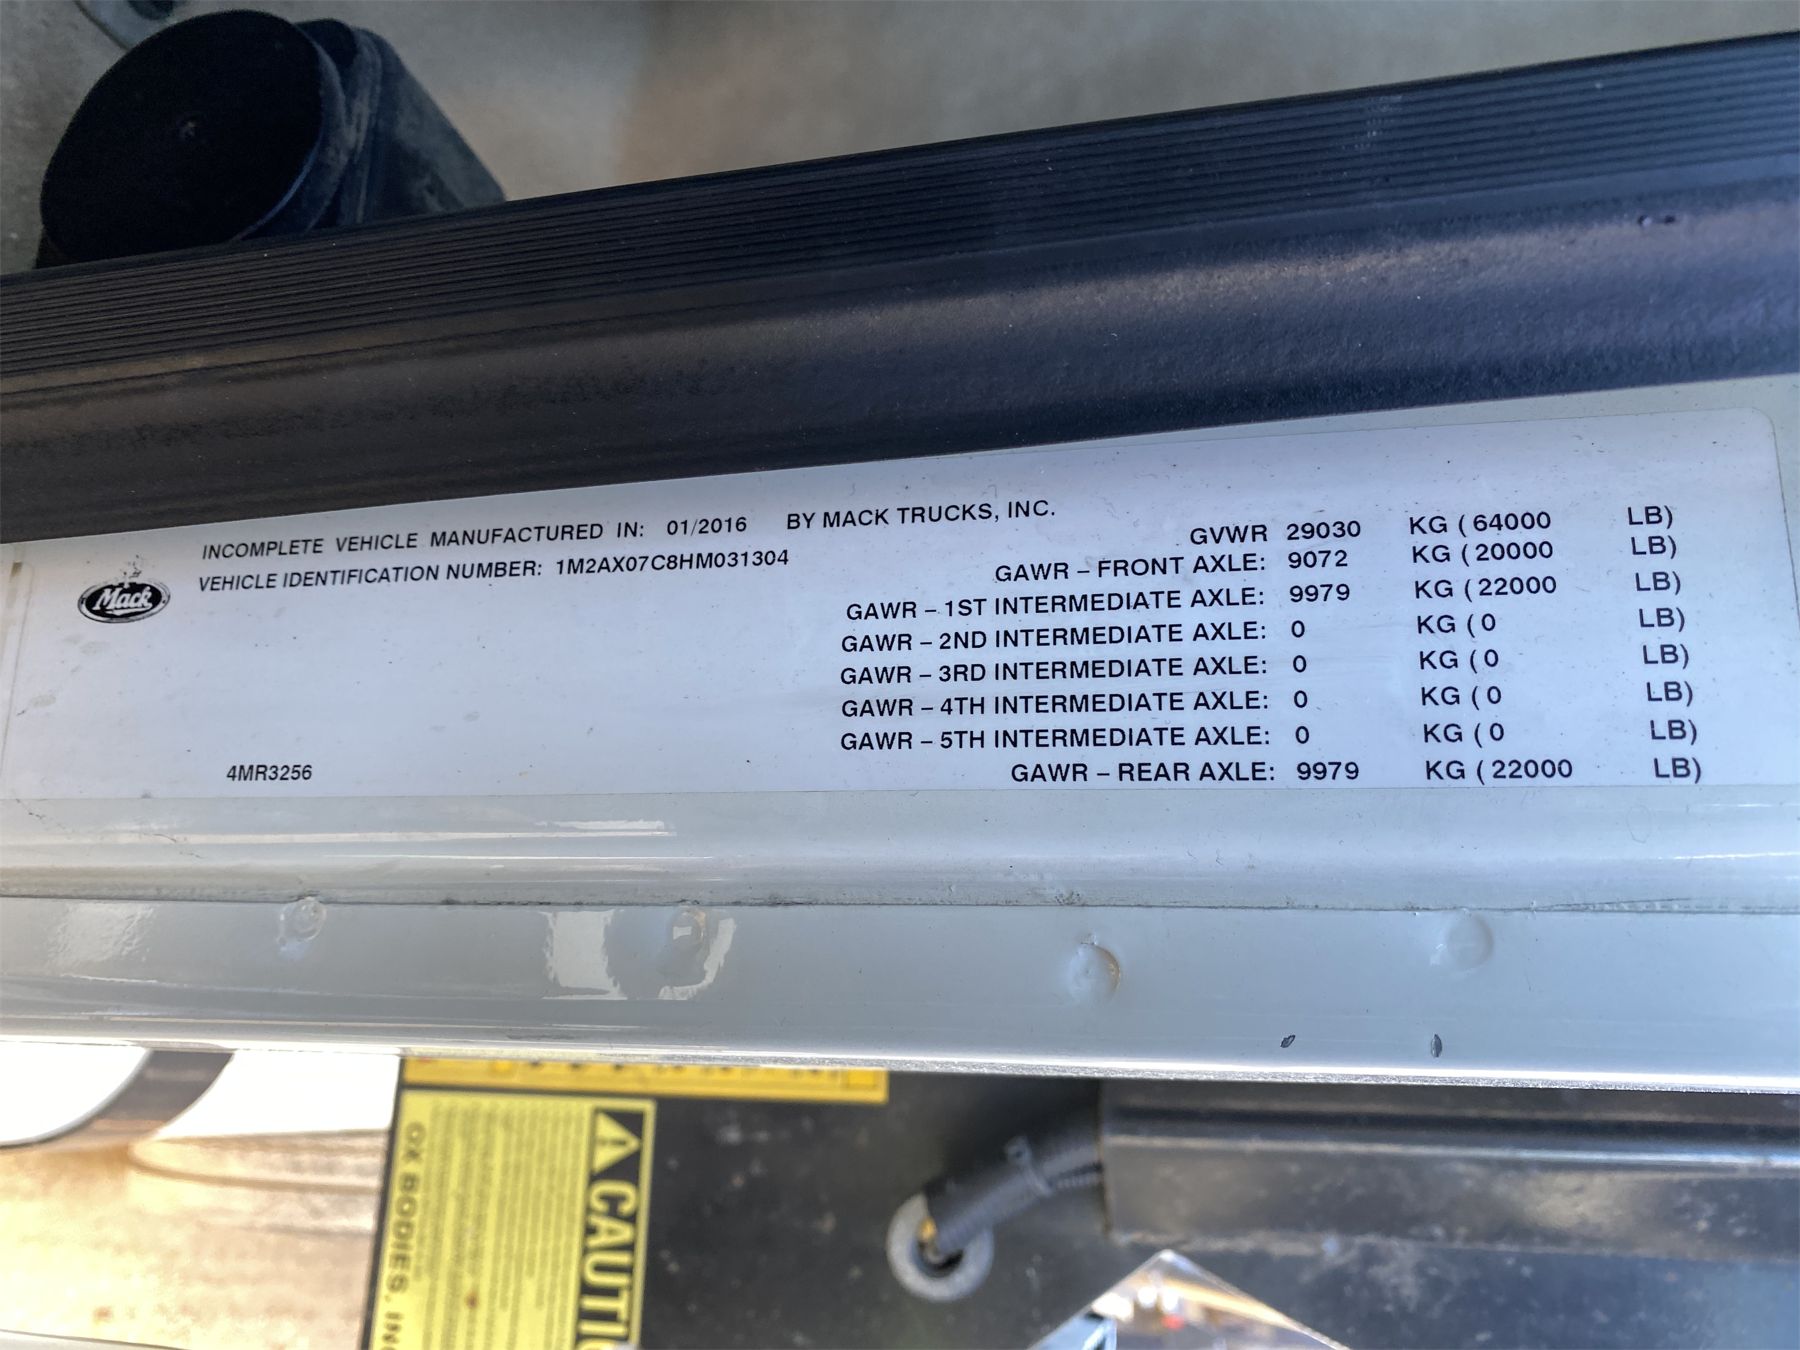 INCOMPLETE VEHICLE MANUFACTURED IN: 01/2016 BY MACK TRUCKS, INC.
VEHICLE IDENTIFICATION NUMBER: 1M2AX07C8HM031304
Mack
GVWR 29030 KG (64000 LB)
GAWR – FRONT AXLE: 9072 KG (20000 LB)
GAWR – 1ST INTERMEDIATE AXLE: 9979 KG (22000 LB)
GAWR – 2ND INTERMEDIATE AXLE: 0 KG (0 LB)
GAWR – 3RD INTERMEDIATE AXLE: 0 KG (0 LB)
GAWR – 4TH INTERMEDIATE AXLE: 0 KG (0 LB)
GAWR – 5TH INTERMEDIATE AXLE: 0 KG (0 LB)
GAWR – REAR AXLE: 9979 KG (22000 LB)
4MR3256
CAUTIO
OX BODIES, INC